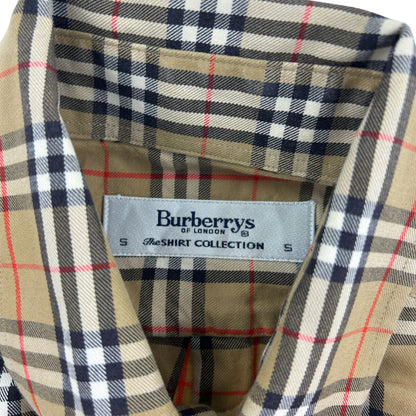 Burberrys
OF LONDON ®
S The SHIRT COLLECTION S